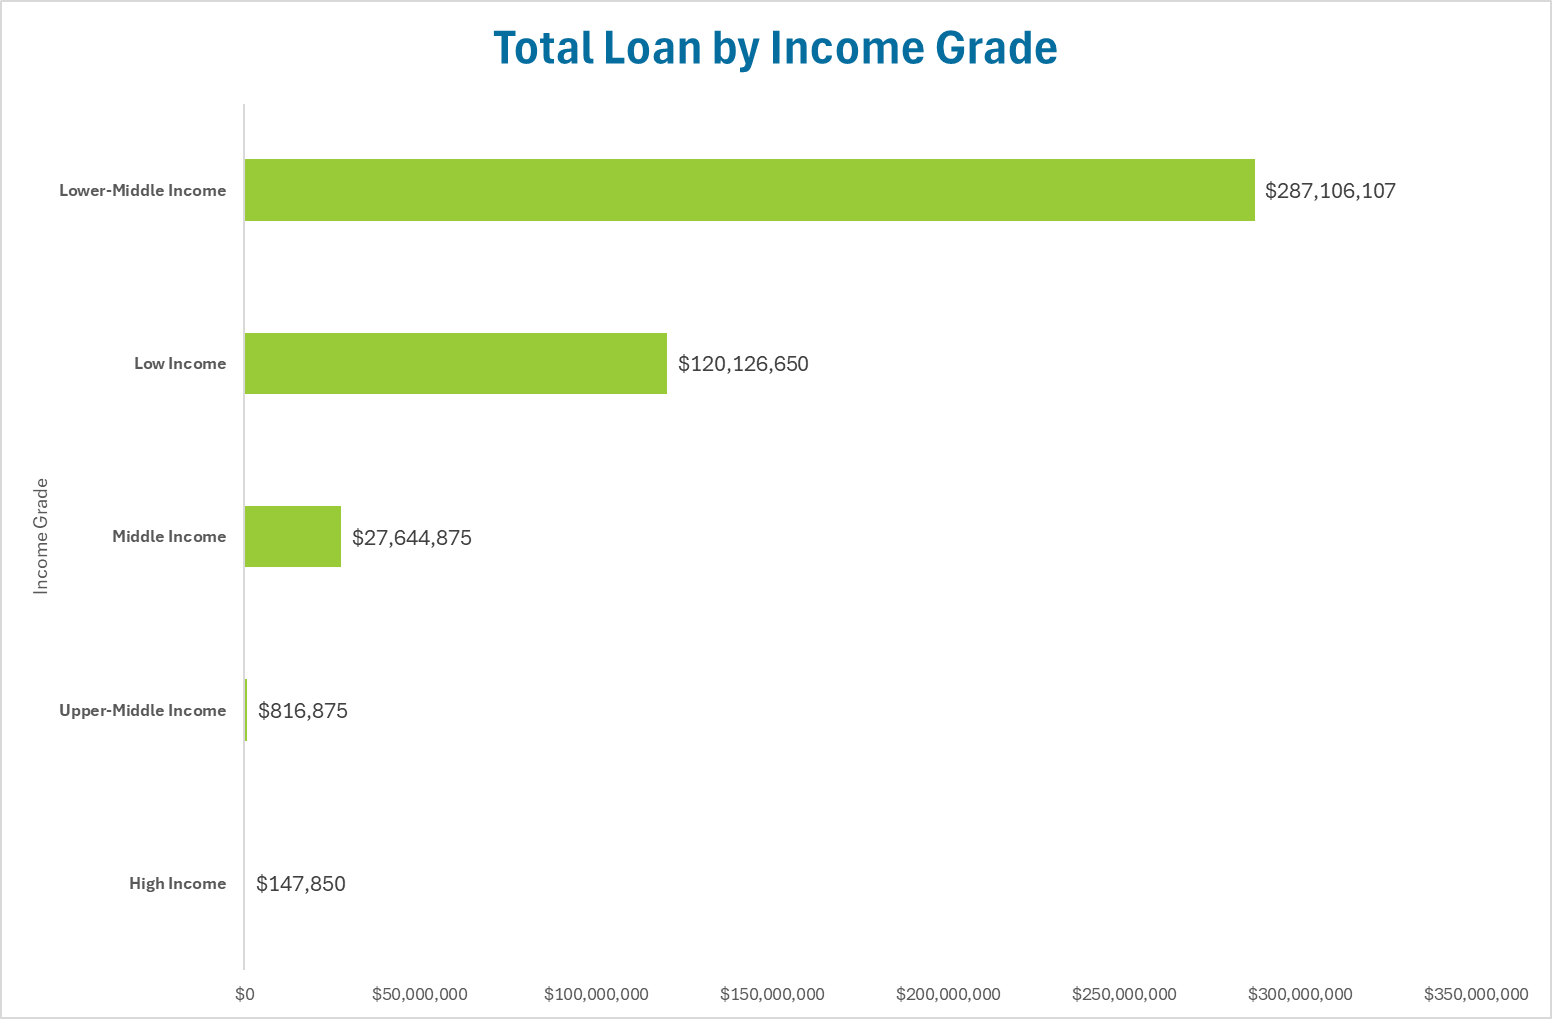 Total Loan by Income Grade
Income Grade
Lower-Middle Income
$287,106,107
Low Income
$120,126,650
Middle Income
$27,644,875
Upper-Middle Income
$816,875
High Income
$147,850
$0
$50,000,000
$100,000,000
$150,000,000
$200,000,000
$250,000,000
$300,000,000
$350,000,000